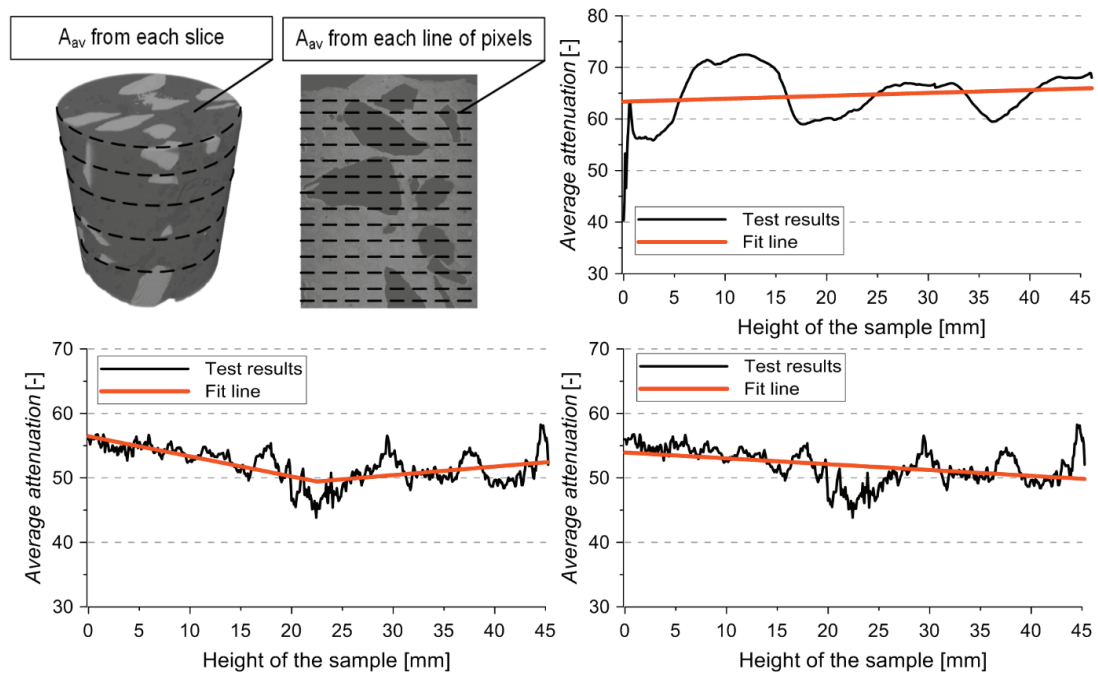 A_av from each slice
A_av from each line of pixels
80
70
60
50
40
30
Average attenuation [-]
Test results
Fit line
0 5 10 15 20 25 30 35 40 45
Height of the sample [mm]
70
60
50
40
30
Average attenuation [-]
Test results
Fit line
0 5 10 15 20 25 30 35 40 45
Height of the sample [mm]
70
60
50
40
30
Average attenuation [-]
Test results
Fit line
0 5 10 15 20 25 30 35 40 45
Height of the sample [mm]